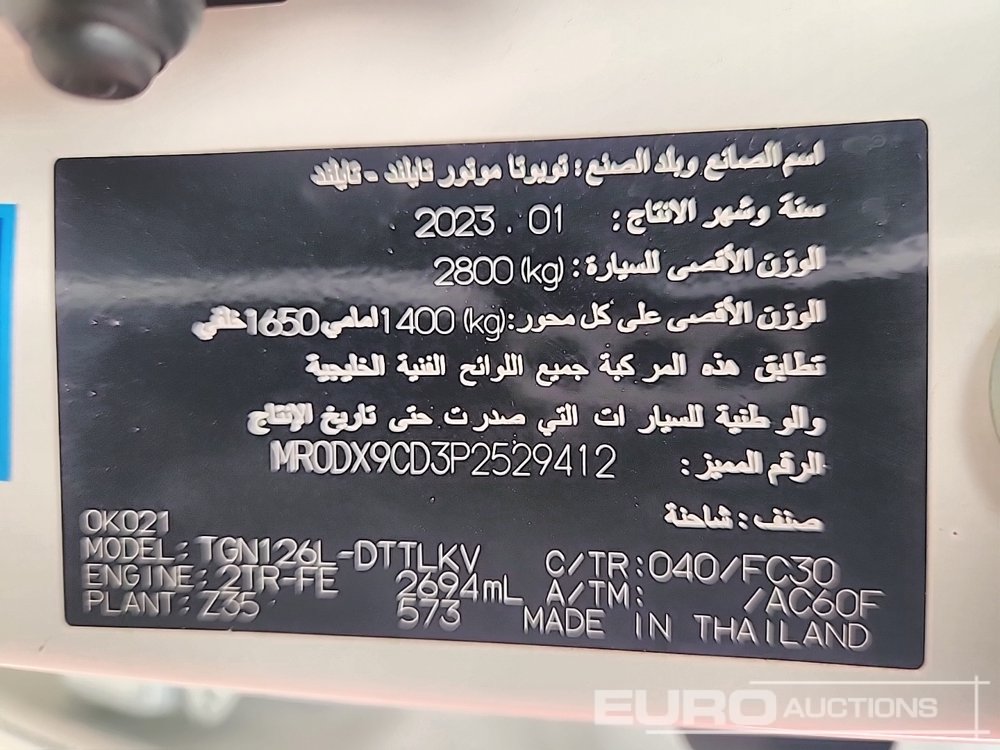 اسم الصانع وبلد الصنع : تويوتا موتور تايلند - تايلند
سنة وشهر الانتاج : 2023 . 01
الوزن الأقصى للسيارة : 2800 (kg)
الوزن الأقصى على كل محور: 1400 (kg) امامي 1650 خلفي
تطابق هذه المركبة جميع اللوائح الفنية الخليجية
والوطنية للسيارات التي صدرت حتى تاريخ الإنتاج
الرقم المميز : MR0DX9CD3P2529412
صنف : شاحنة
0K021
MODEL: TGN126L-DTTLKV C/TR: 040/FC30
ENGINE: 2TR-FE 2694mL A/TM: /AC60F
PLANT: Z35 573 MADE IN THAILAND
EURO AUCTIONS